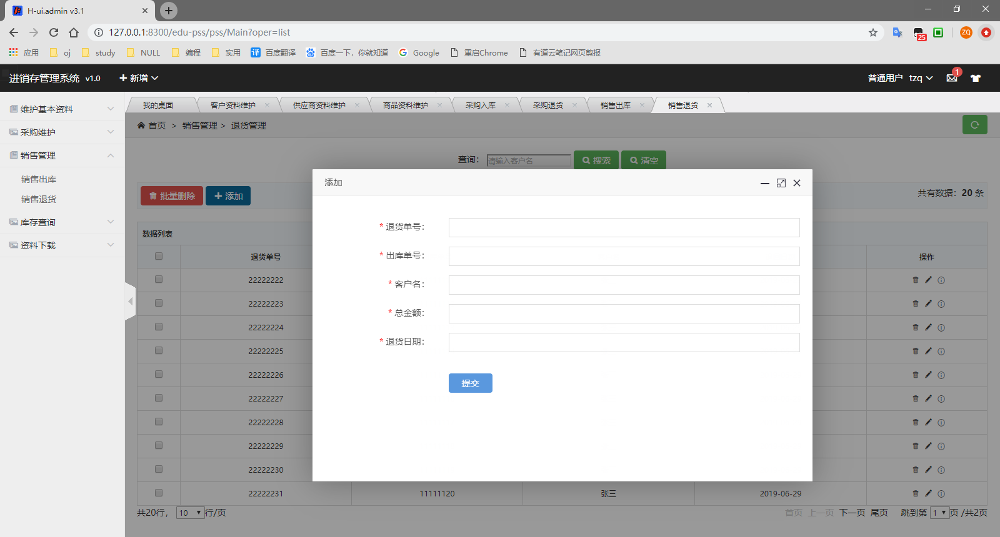 H-ui.admin v3.1
127.0.0.1:8300/edu-pss/pss/Main?oper=list
25
ZQ
应用 oj study NULL 编程 实用 译 百度翻译 百度一下，你就知道 Google 重启Chrome 有道云笔记网页剪报
进销存管理系统 v1.0 新增 普通用户 tzq 1
我的桌面 客户资料维护 供应商资料维护 商品资料维护 采购入库 采购退货 销售出库 销售退货
维护基本资料
采购维护
销售管理
销售出库
销售退货
库存查询
资料下载
首页 > 销售管理 > 退货管理
查询： 请输入客户名 搜索 清空
批量删除 添加 共有数据：20 条
数据列表
退货单号 操作
22222222
22222223
22222224
22222225
22222226
22222227
22222228
22222229
22222230
22222231 11111120 张三 2019-06-29
共20行， 10 行/页 首页 上一页 下一页 尾页 跳到第 1 页 /共2页
添加
* 退货单号：
* 出库单号：
* 客户名：
* 总金额：
* 退货日期：
提交